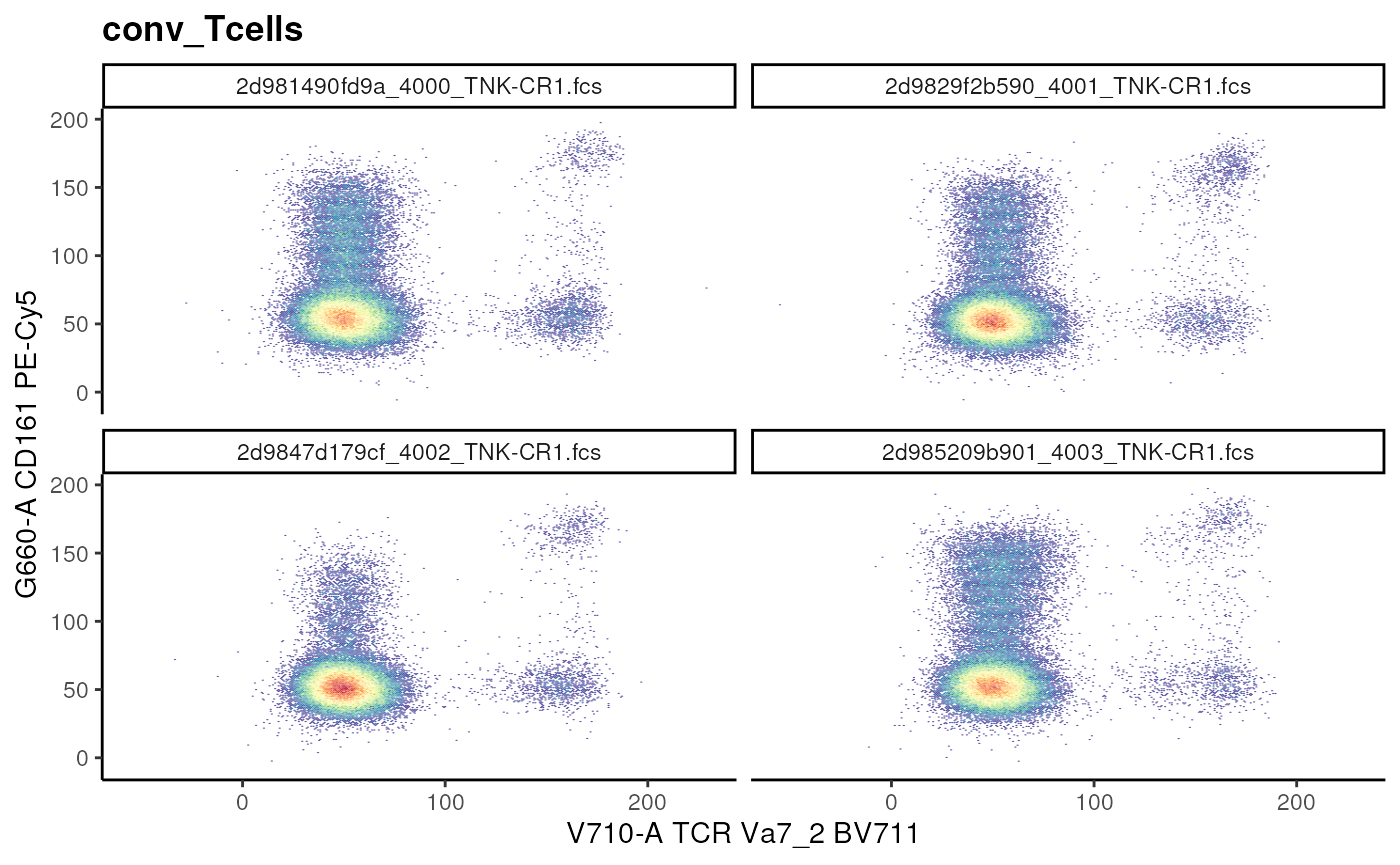 conv_Tcells
2d981490fd9a_4000_TNK-CR1.fcs
2d9829f2b590_4001_TNK-CR1.fcs
200
150
100
50
0
G660-A CD161 PE-Cy5
2d9847d179cf_4002_TNK-CR1.fcs
2d985209b901_4003_TNK-CR1.fcs
200
150
100
50
0
0 100 200
0 100 200
V710-A TCR Va7_2 BV711